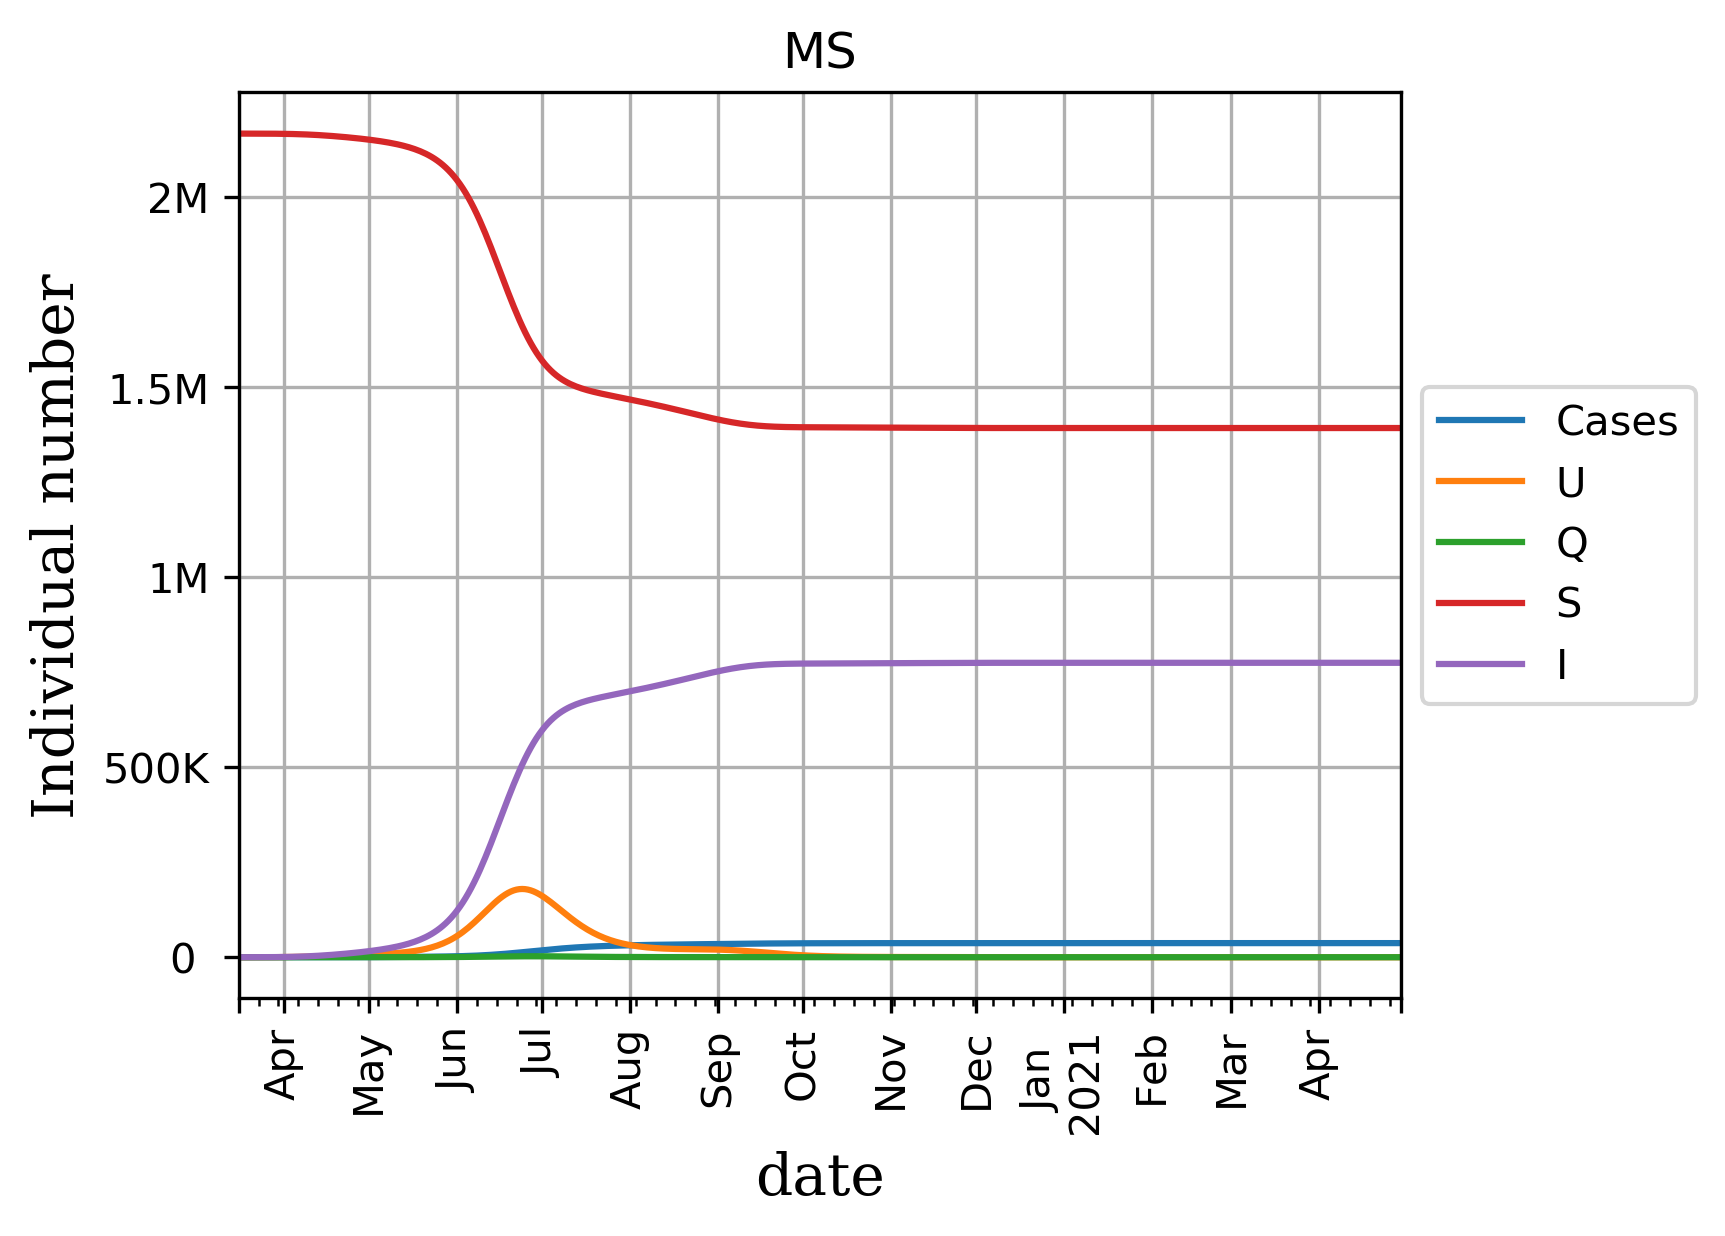 MS
Individual number
2M
1.5M
1M
500K
0
Cases
U
Q
S
I
Apr
May
Jun
Jul
Aug
Sep
Oct
Nov
Dec
Jan
2021
Feb
Mar
Apr
date